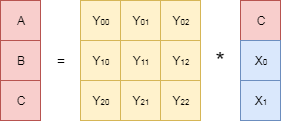 A Y₀₀ Y₀₁ Y₀₂ C
B = Y₁₀ Y₁₁ Y₁₂ * X₀
C Y₂₀ Y₂₁ Y₂₂ X₁